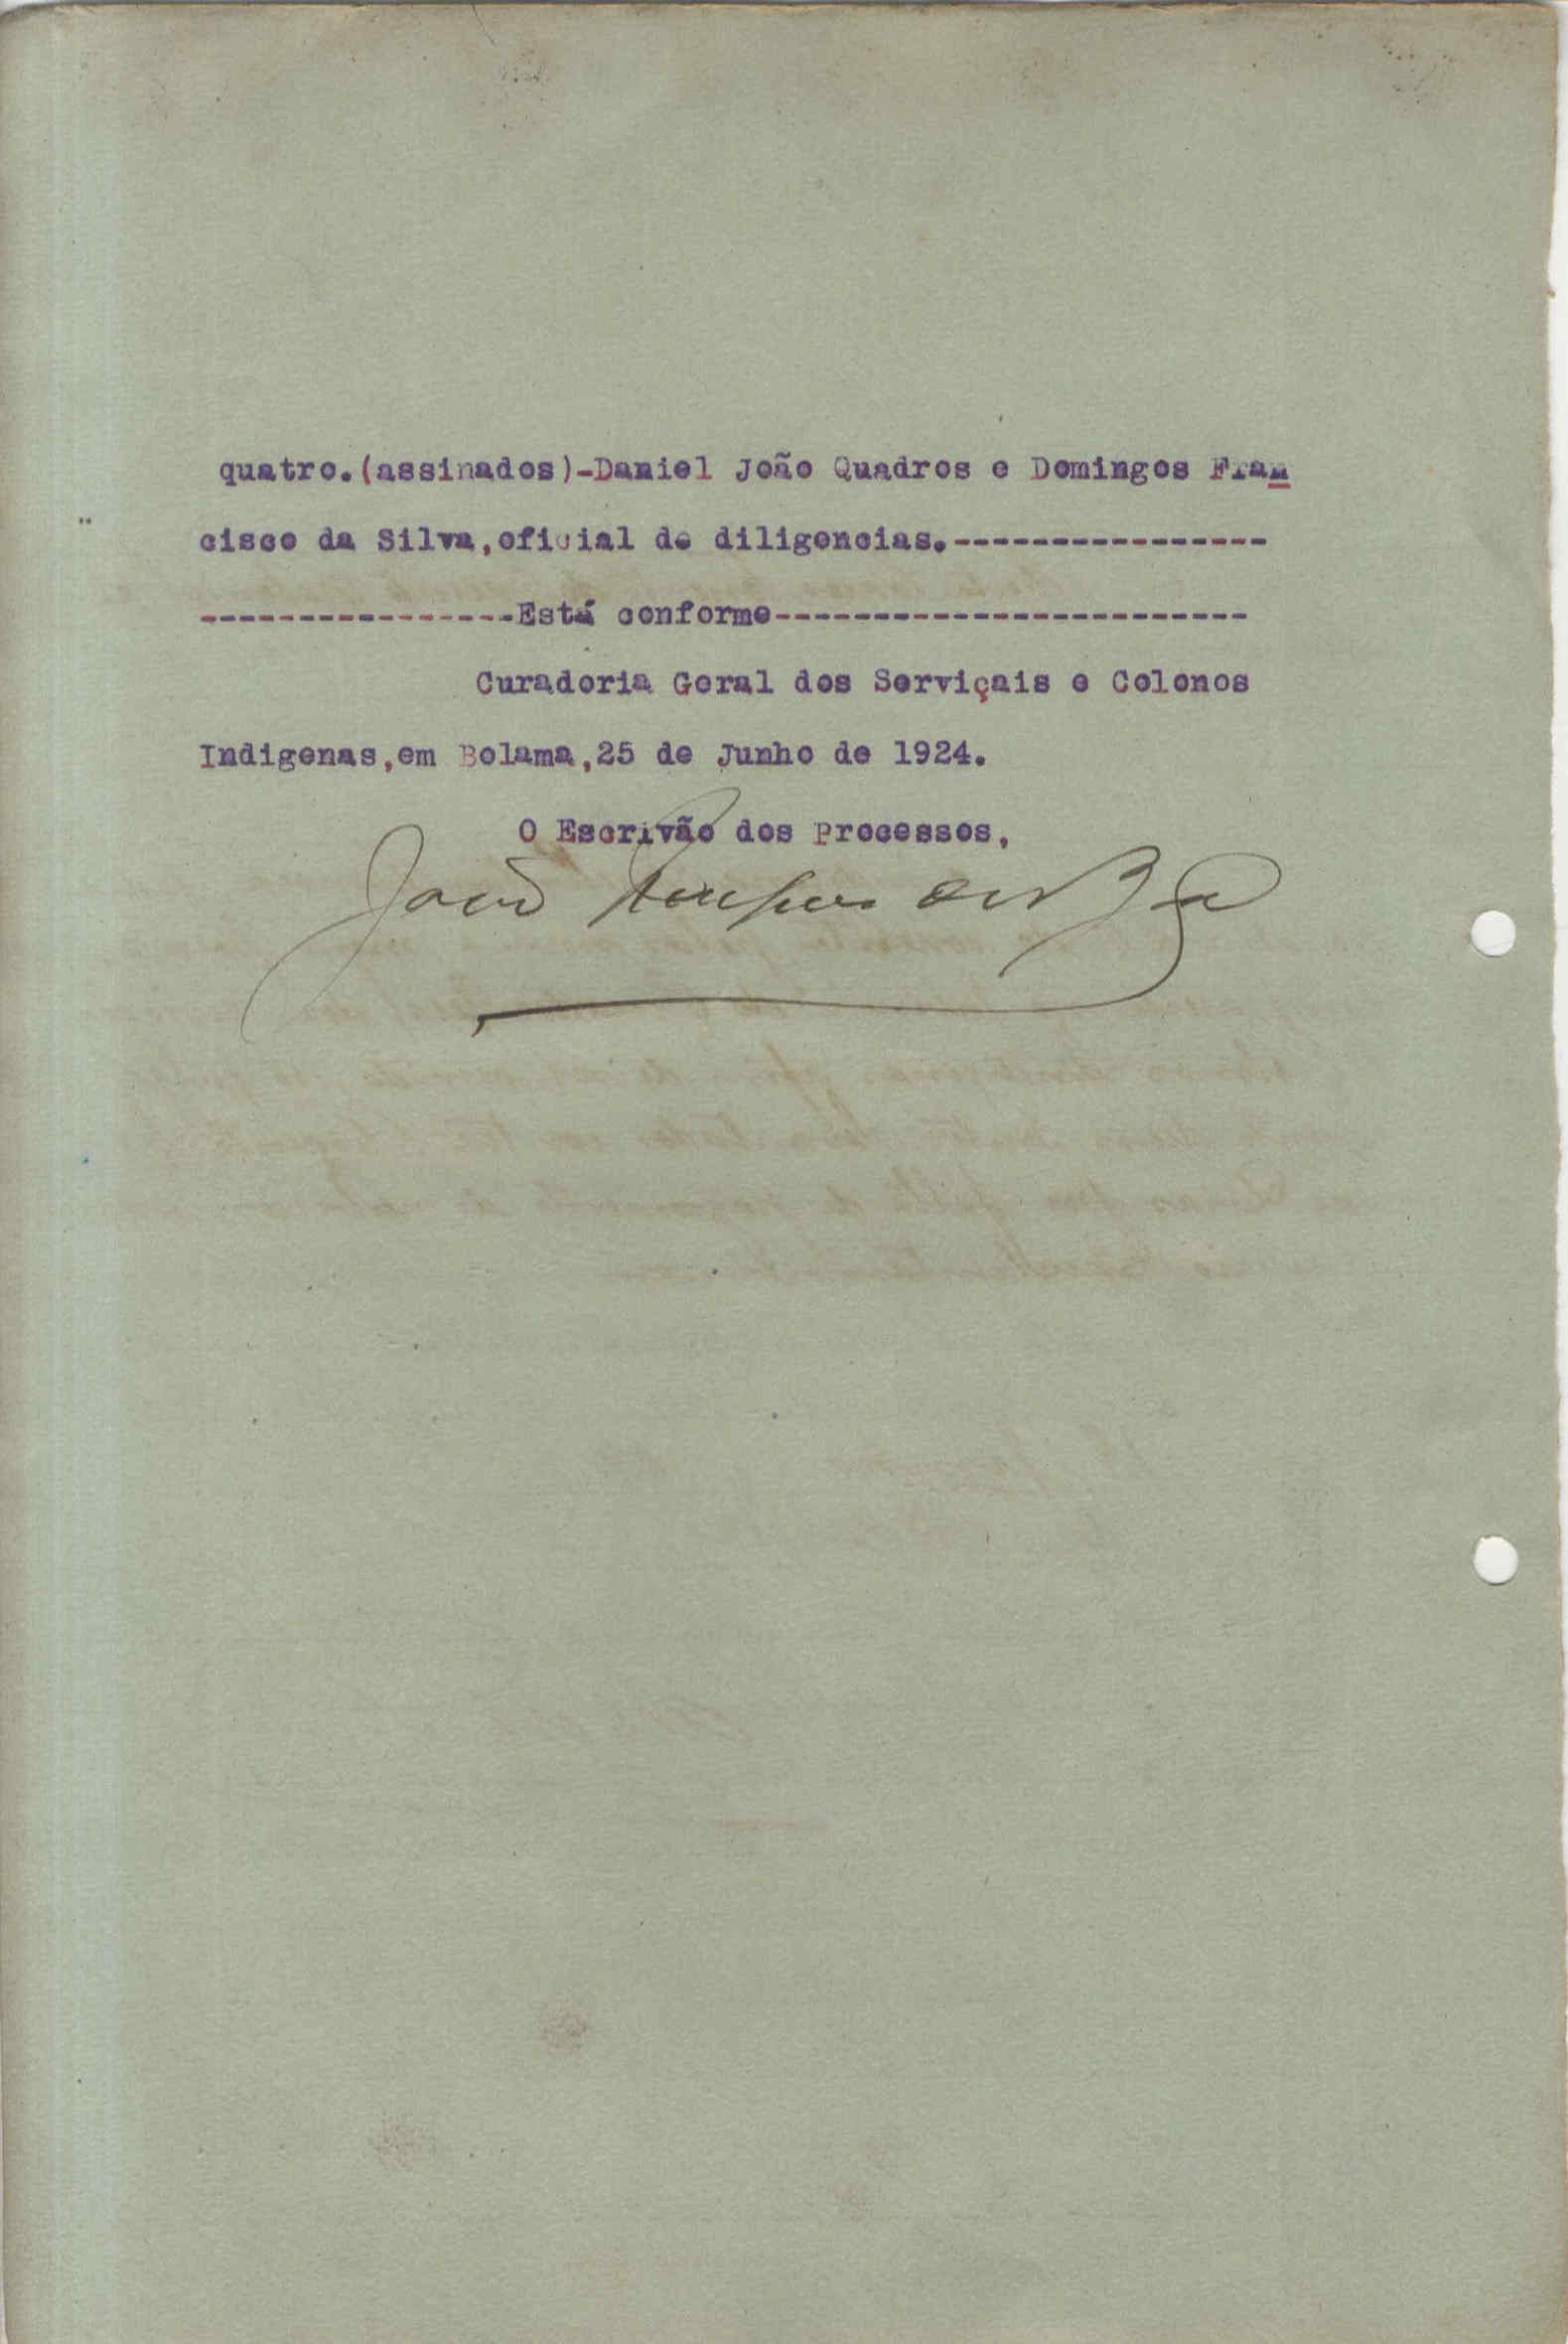 quatro.(assinados)-Daniel João Quadros e Domingos Fran
cisco da Silva,oficial de diligencias.----------------
----------------Está conforme------------------------
Curadoria Geral dos Serviçais e Colonos
Indigenas,em Bolama,25 de Junho de 1924.
O Escrivão dos Processos,
João